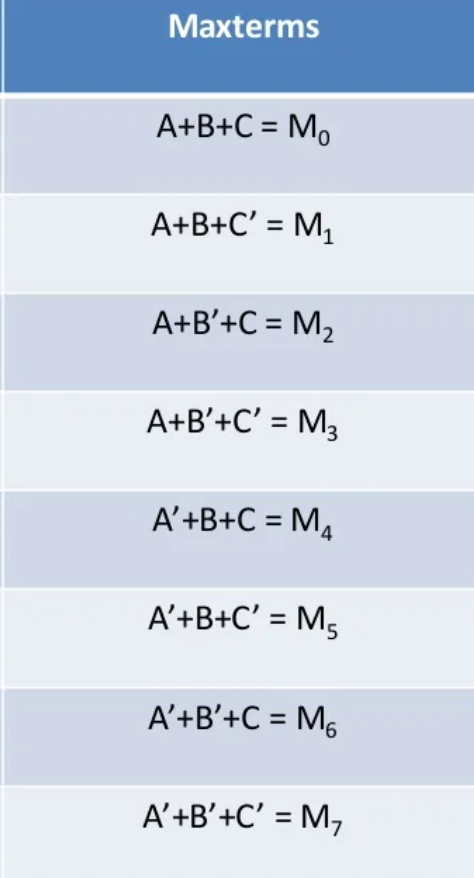 Maxterms
A+B+C = M₀
A+B+C’ = M₁
A+B’+C = M₂
A+B’+C’ = M₃
A’+B+C = M₄
A’+B+C’ = M₅
A’+B’+C = M₆
A’+B’+C’ = M₇